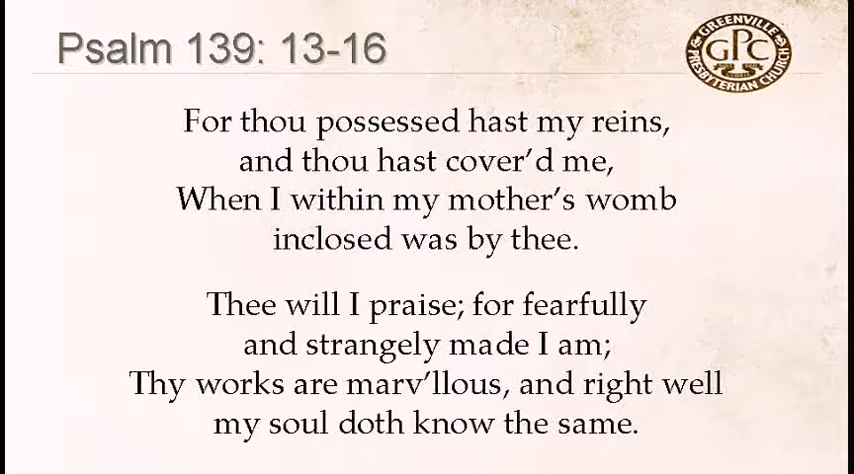 Psalm 139: 13-16
GREENVILLE
GPC
PRESBYTERIAN CHURCH
For thou possessed hast my reins,
and thou hast cover’d me,
When I within my mother’s womb
inclosed was by thee.
Thee will I praise; for fearfully
and strangely made I am;
Thy works are marv’llous, and right well
my soul doth know the same.